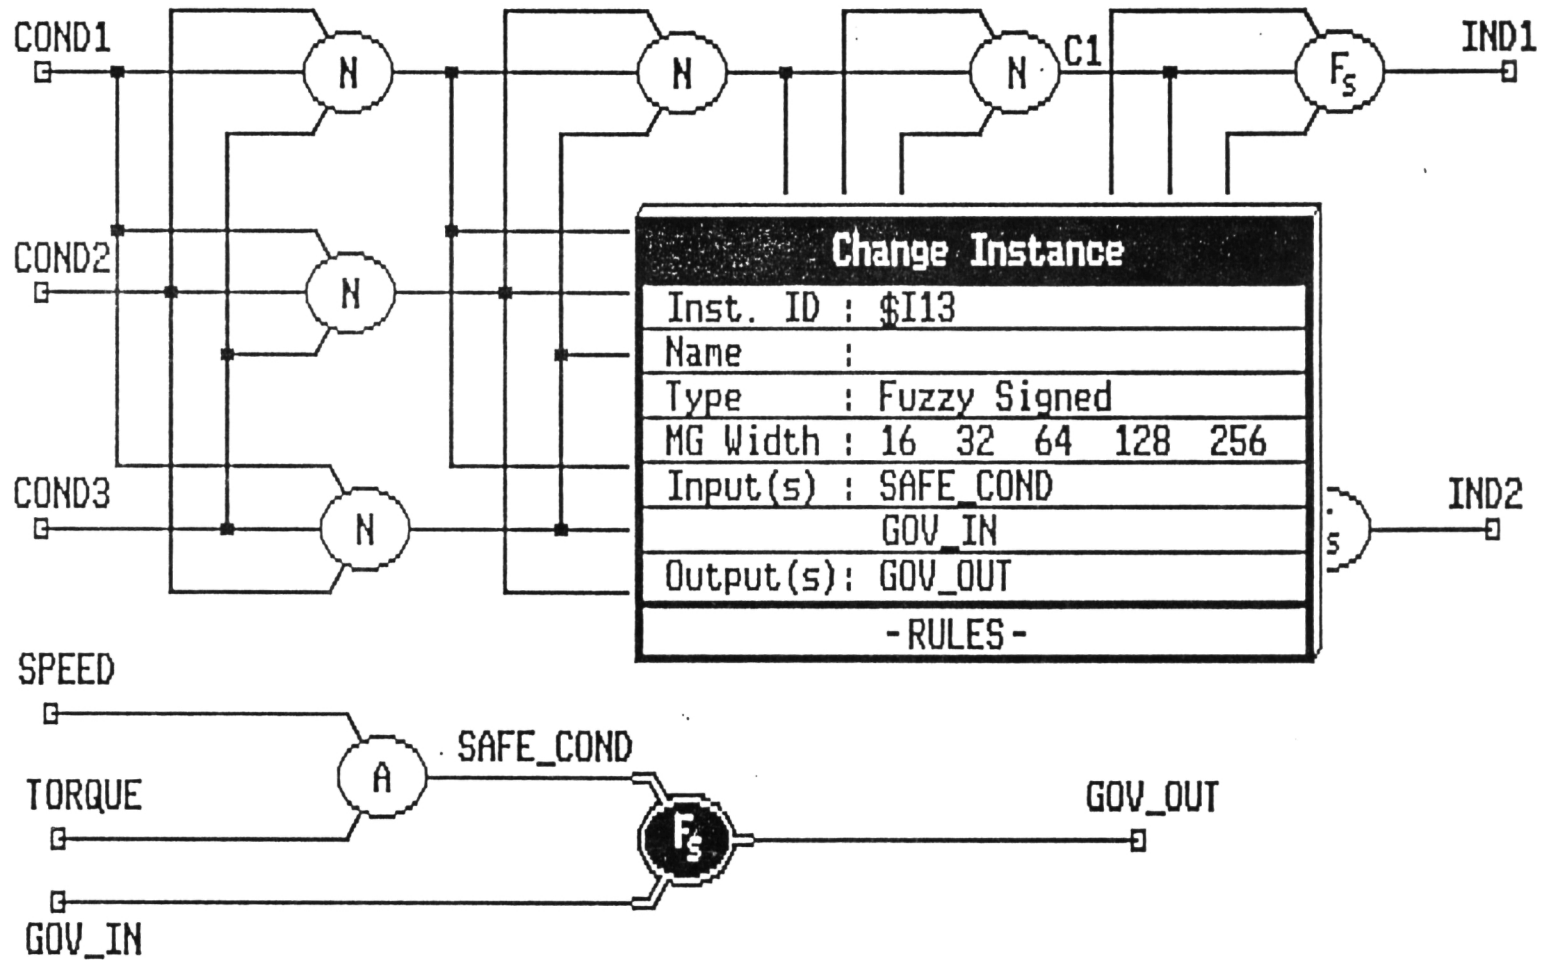 COND1
N
N
N
C1
Fs
IND1
COND2
N
Change Instance
Inst. ID : $I13
Name :
Type : Fuzzy Signed
MG Width : 16 32 64 128 256
Input(s) : SAFE_COND
GOV_IN
Output(s): GOV_OUT
-RULES-
COND3
N
s
IND2
SPEED
A
SAFE_COND
TORQUE
Fs
GOV_OUT
GOV_IN